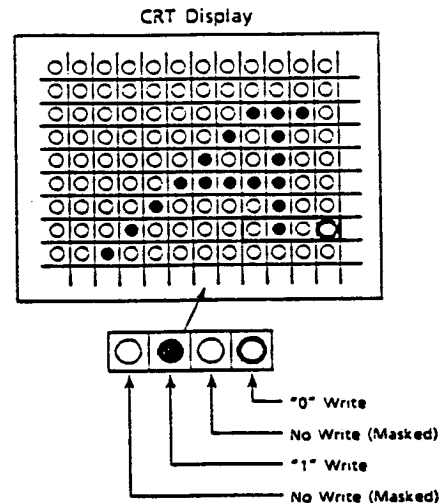 CRT Display
"0" Write
No Write (Masked)
"1" Write
No Write (Masked)